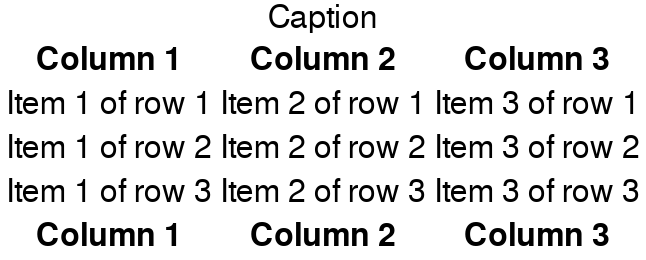 Caption
Column 1 Column 2 Column 3
Item 1 of row 1 Item 2 of row 1 Item 3 of row 1
Item 1 of row 2 Item 2 of row 2 Item 3 of row 2
Item 1 of row 3 Item 2 of row 3 Item 3 of row 3
Column 1 Column 2 Column 3